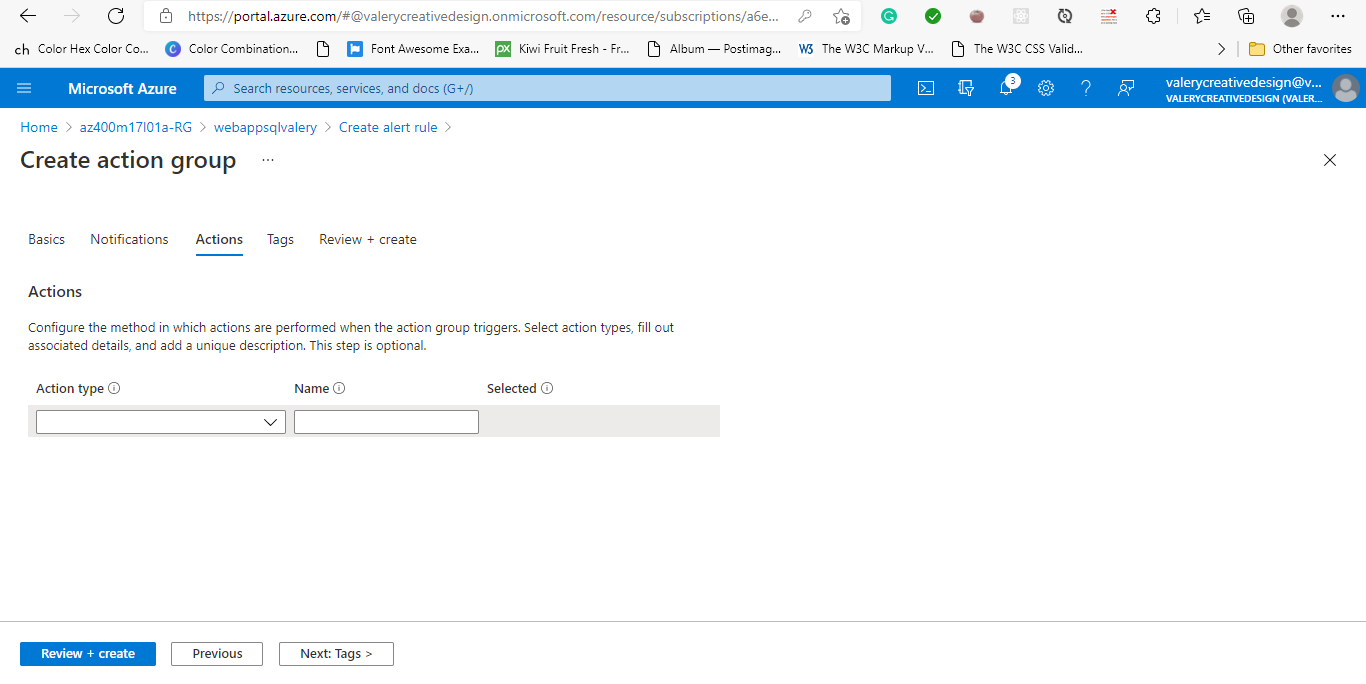 https://portal.azure.com/#@valerycreativedesign.onmicrosoft.com/resource/subscriptions/a6e...
ch Color Hex Color Co... C Color Combination... Font Awesome Exa... px Kiwi Fruit Fresh - Fr... Album — Postimag... W3 The W3C Markup V... The W3C CSS Valid... Other favorites
Microsoft Azure Search resources, services, and docs (G+/) 3 valerycreativedesign@v...
VALERYCREATIVEDESIGN (VALER...
Home > az400m17l01a-RG > webappsqlvalery > Create alert rule >
Create action group ...
Basics Notifications Actions Tags Review + create
Actions
Configure the method in which actions are performed when the action group triggers. Select action types, fill out
associated details, and add a unique description. This step is optional.
Action type Name Selected
Review + create Previous Next: Tags >